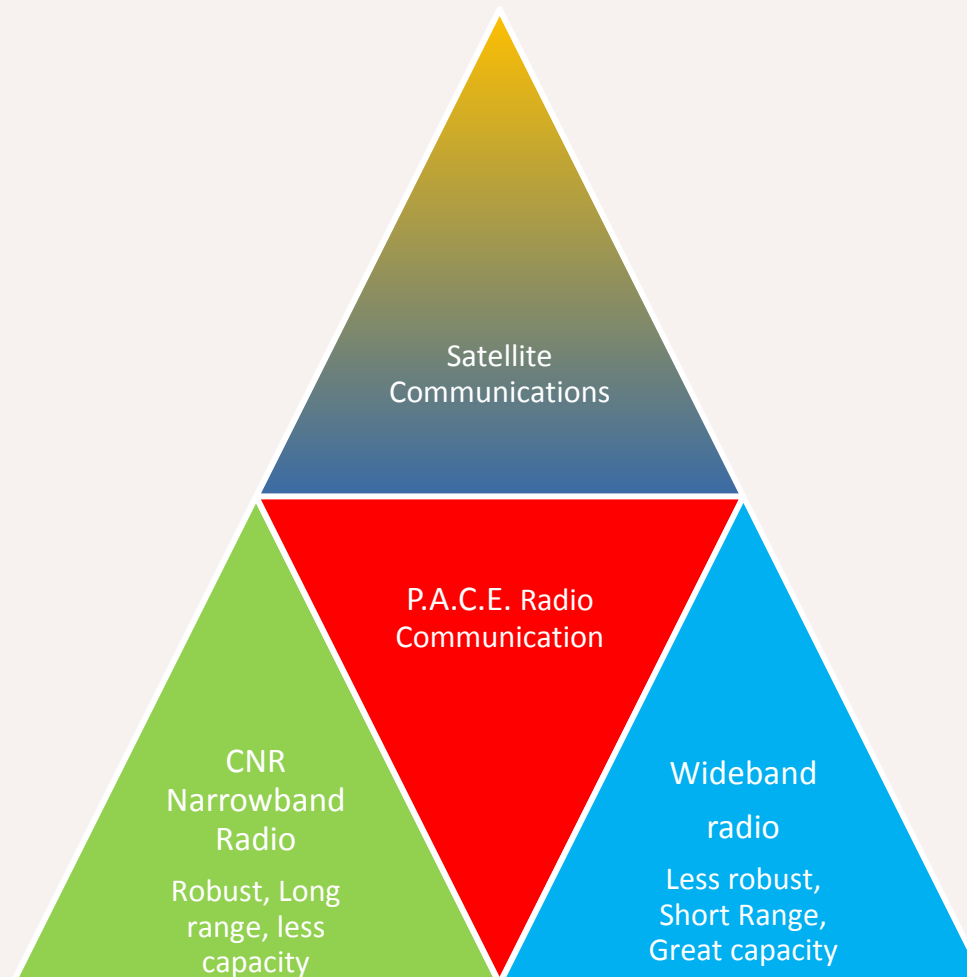 Satellite
Communications
P.A.C.E. Radio
Communication
CNR
Narrowband
Radio
Robust, Long
range, less
capacity
Wideband
radio
Less robust,
Short Range,
Great capacity